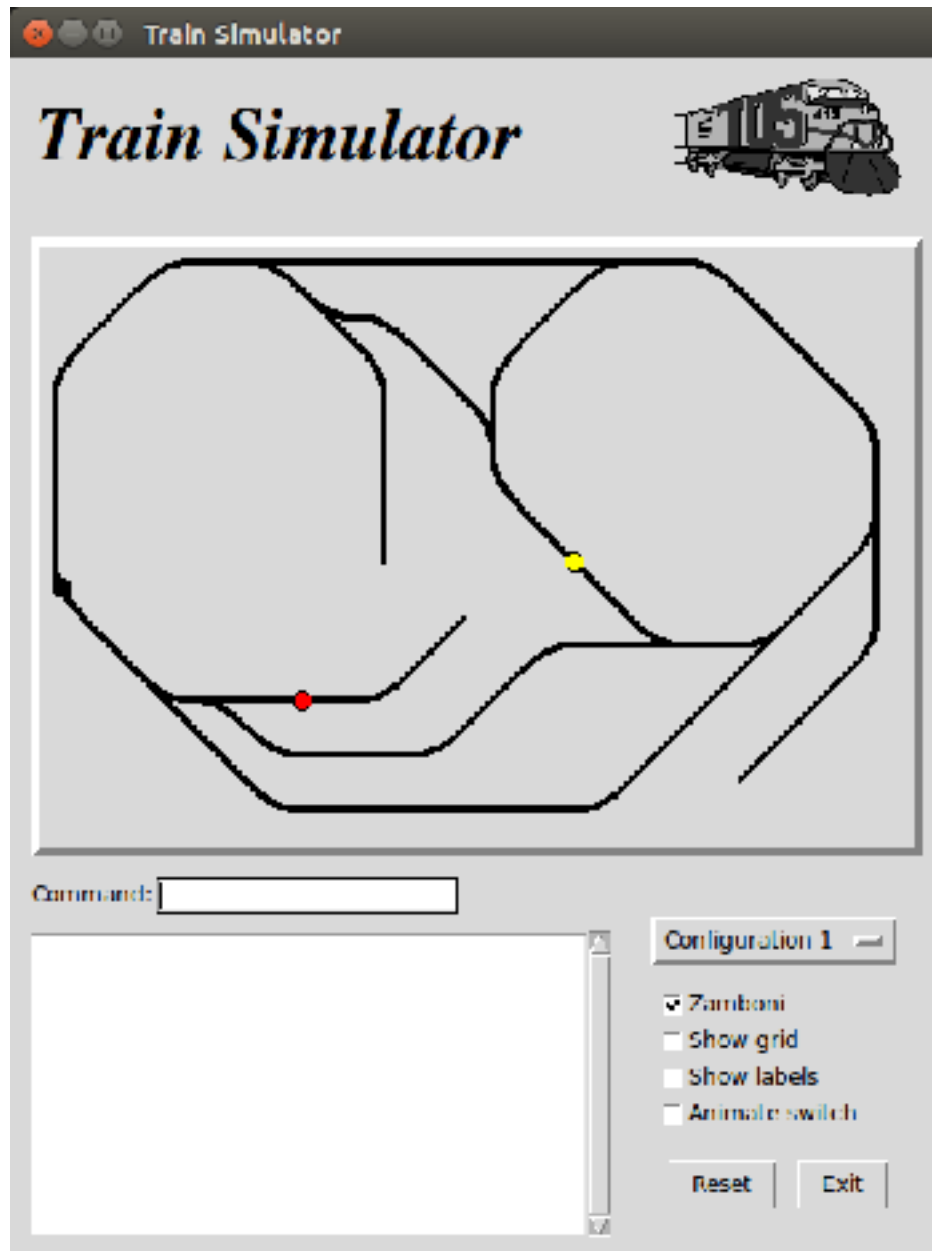 Train Simulator
Train Simulator
Command:
Configuration 1
Zamboni
Show grid
Show labels
Animate switch
Reset
Exit